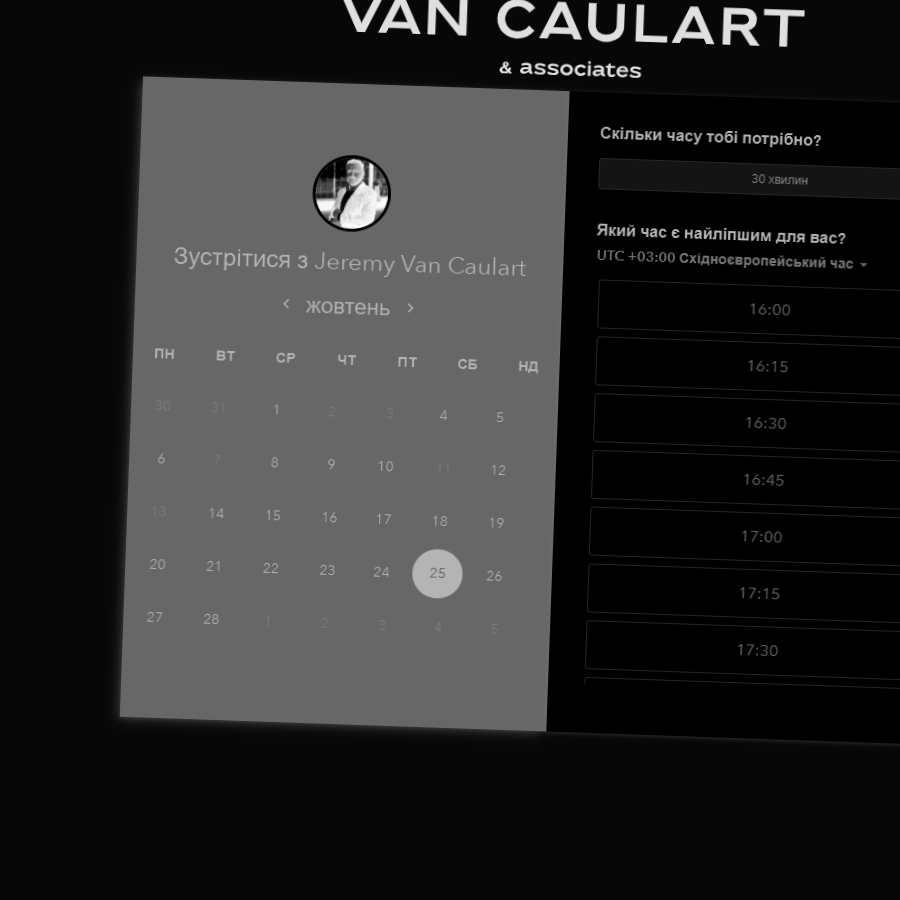 VAN CAULART
& associates
Зустрітися з Jeremy Van Caulart
жовтень
ПН ВТ СР ЧТ ПТ СБ НД
30 31 1 2 3 4 5
6 7 8 9 10 11 12
13 14 15 16 17 18 19
20 21 22 23 24 25 26
27 28 1 2 3 4 5
Скільки часу тобі потрібно?
30 хвилин
Який час є найліпшим для вас?
UTC +03:00 Східноєвропейський час
16:00
16:15
16:30
16:45
17:00
17:15
17:30